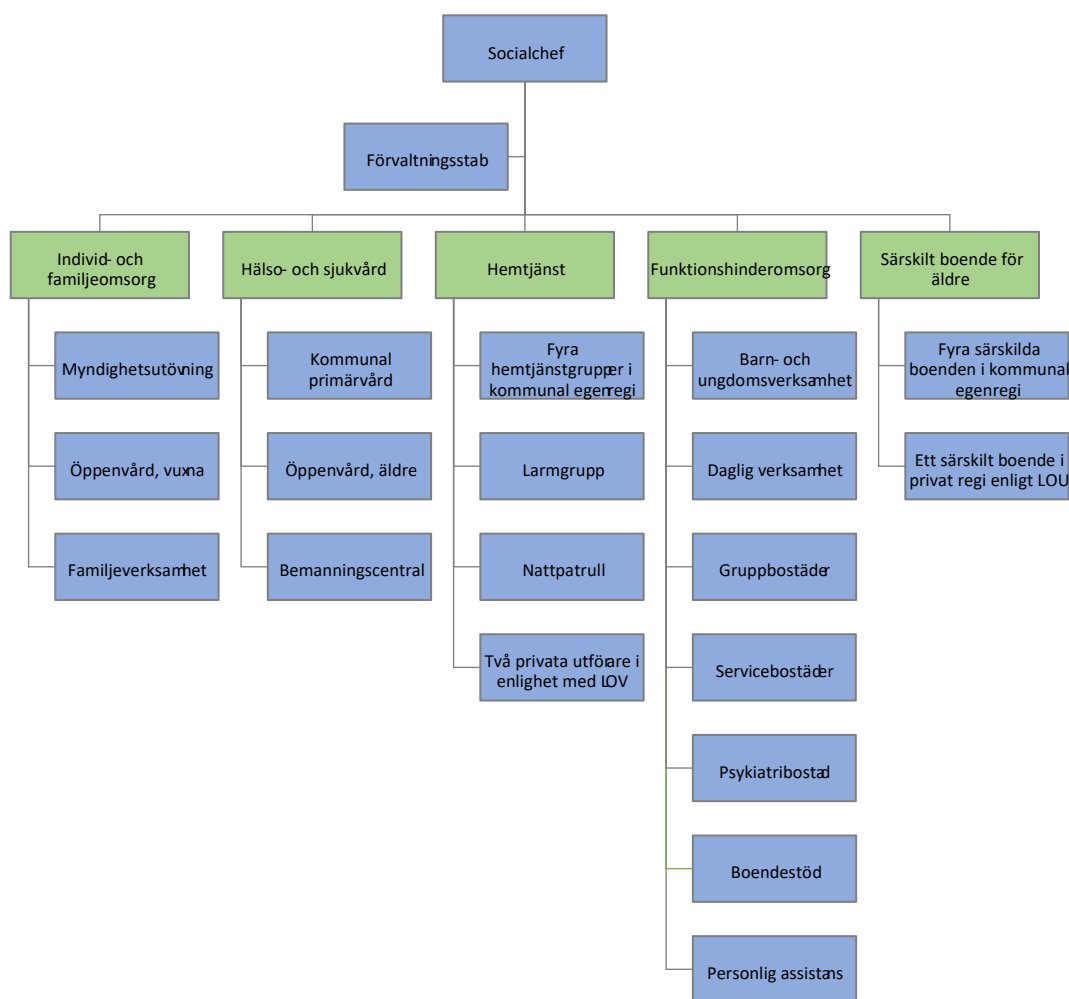 Socialchef
Förvaltningsstab
Individ- och
familjeomsorg
Hälso- och sjukvård
Hemtjänst
Funktionshinderomsorg
Särskilt boende för
äldre
Myndighetsutövning
Öppenvård, vuxna
Familjeverksamhet
Kommunal
primärvård
Öppenvård, äldre
Bemanningscentral
Fyra
hemtjänstgrupper i
kommunal egenregi
Larmgrupp
Nattpatrull
Två privata utförare i
enlighet med LOV
Barn- och
ungdomsverksamhet
Daglig verksamhet
Gruppbostäder
Servicebostäder
Psykiatribostad
Boendestöd
Personlig assistans
Fyra särskilda
boenden i kommunal
egenregi
Ett särskilt boende i
privat regi enligt LOU